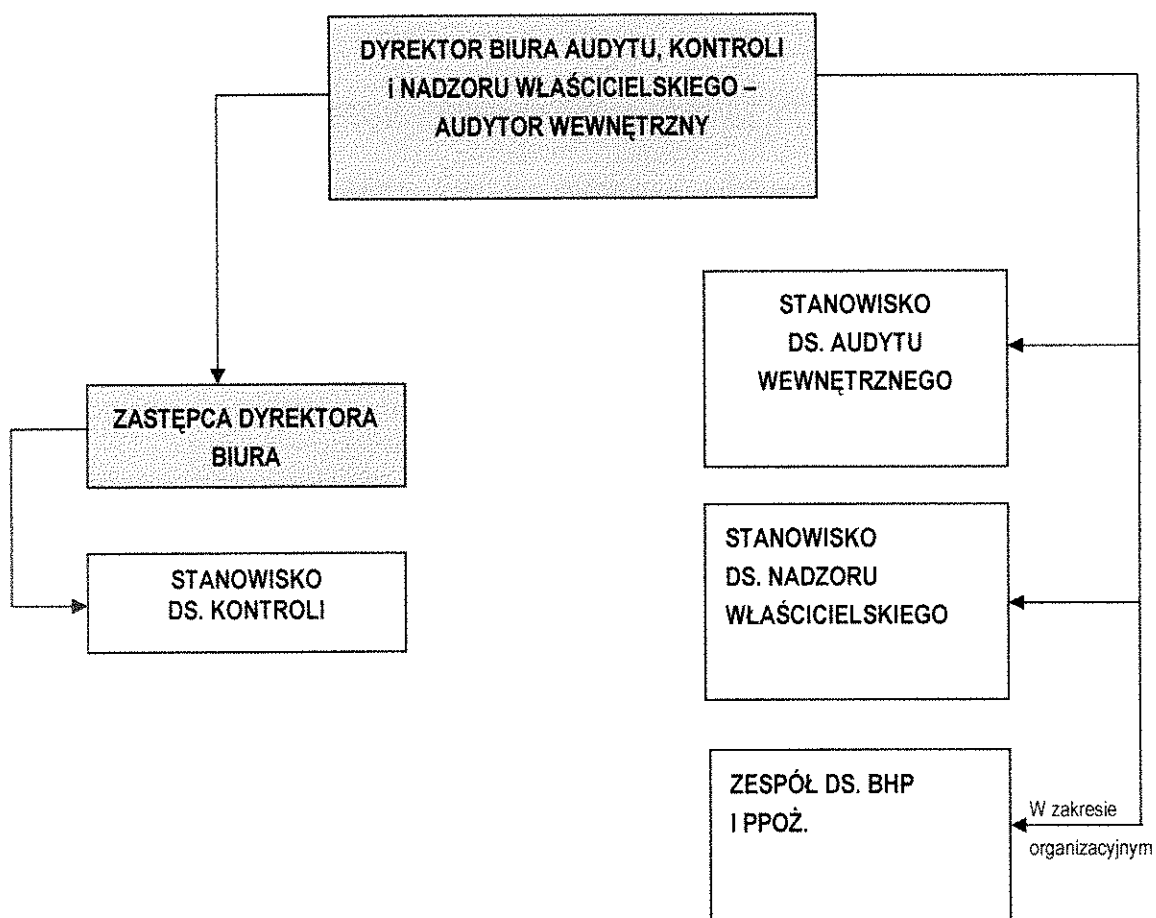 DYREKTOR BIURA AUDYTU, KONTROLI
i NADZORU WŁAŚCICIELSKIEGO –
AUDYTOR WEWNĘTRZNY
STANOWISKO
DS. AUDYTU
WEWNĘTRZNEGO
ZASTĘPCA DYREKTORA
BIURA
STANOWISKO
DS. KONTROLI
STANOWISKO
DS. NADZORU
WŁAŚCICIELSKIEGO
ZESPÓŁ DS. BHP
I PPOŻ.
W zakresie
organizacyjnym